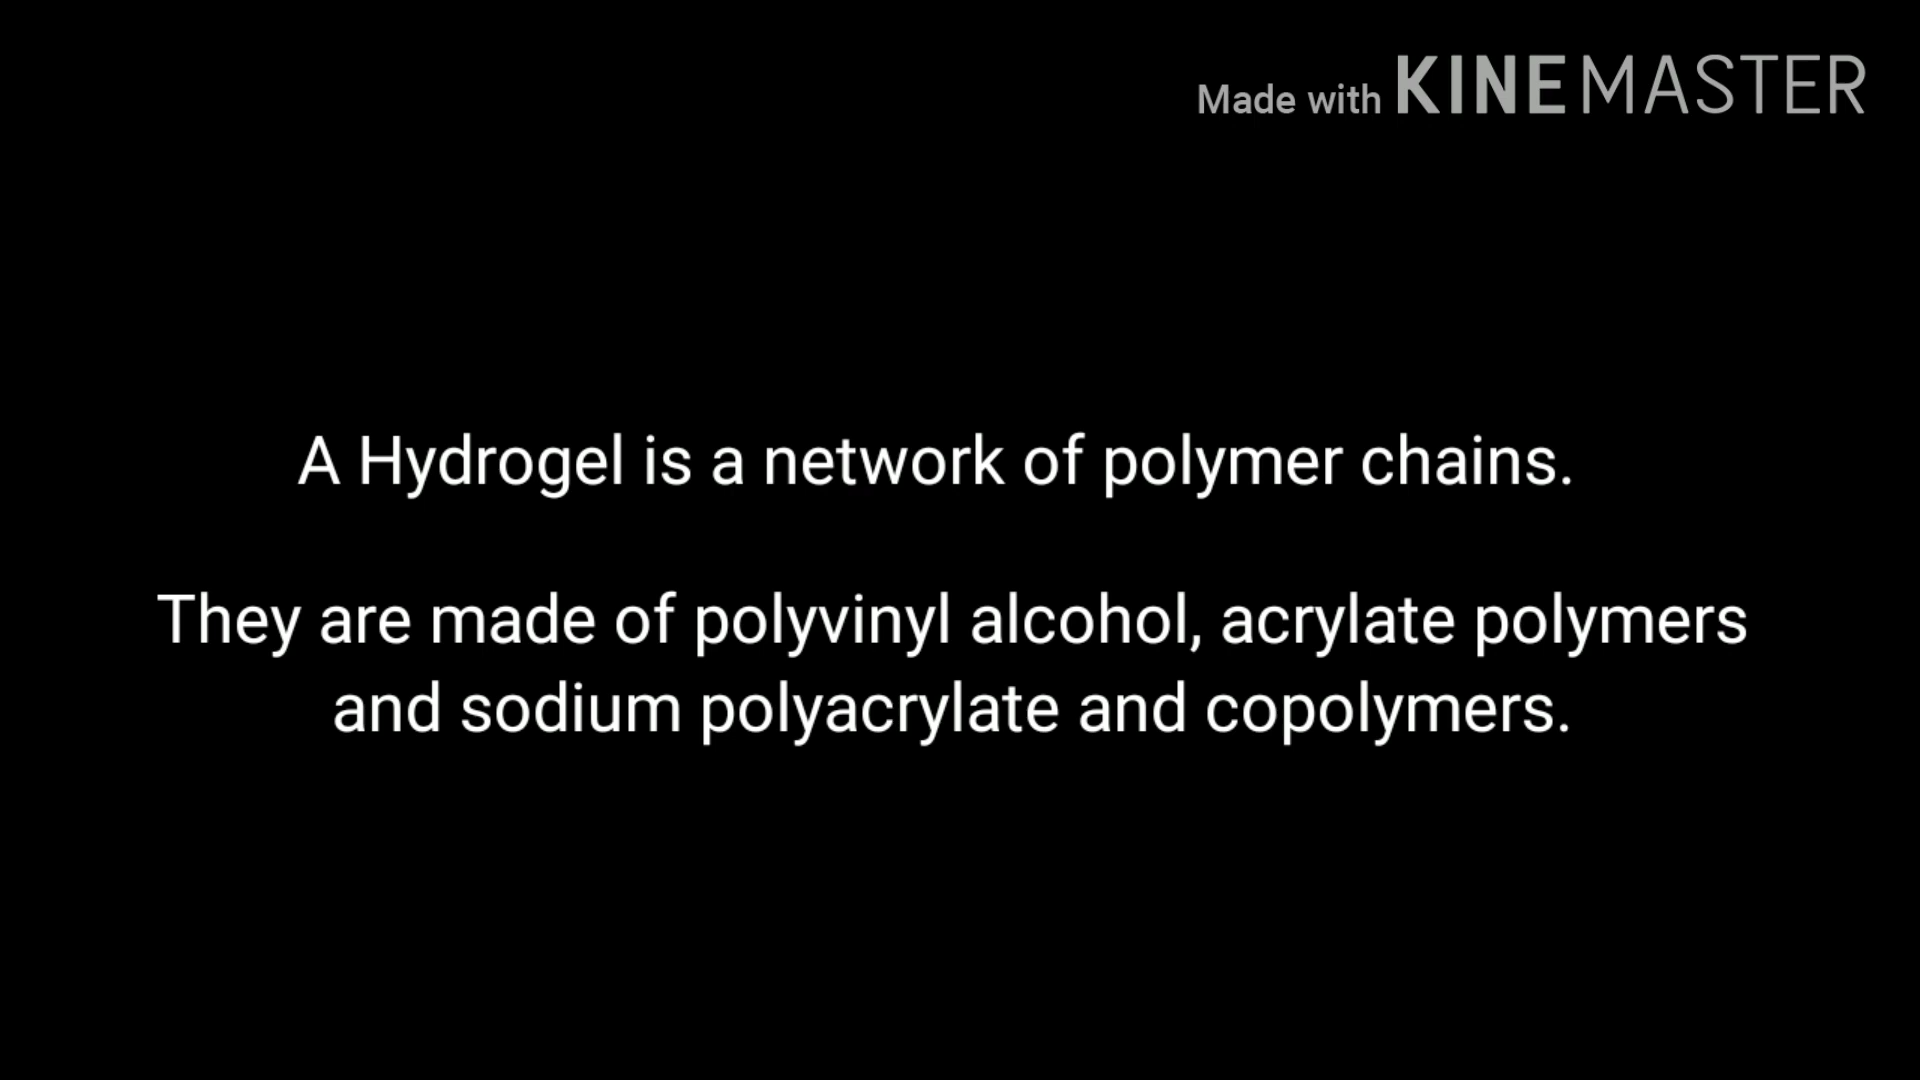 Made with KINEMASTER
A Hydrogel is a network of polymer chains.
They are made of polyvinyl alcohol, acrylate polymers
and sodium polyacrylate and copolymers.